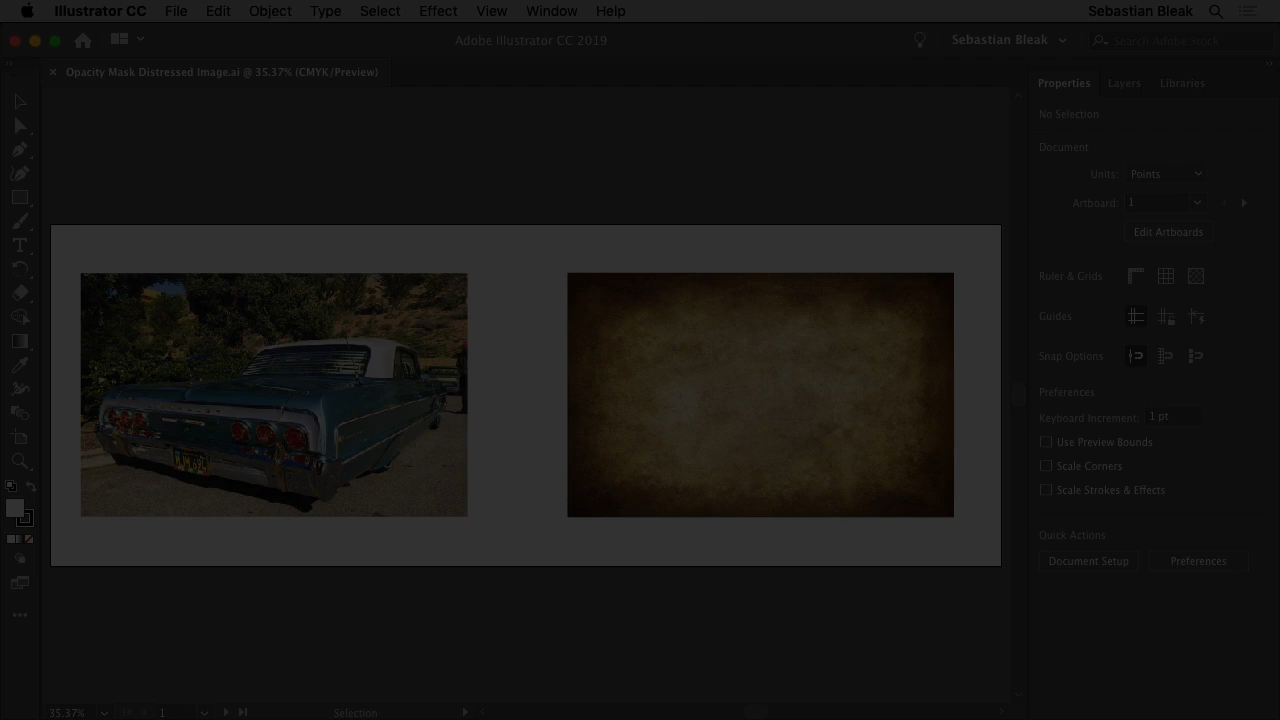 Illustrator CC File Edit Object Type Select Effect View Window Help Sebastian Bleak
Adobe Illustrator CC 2019 Sebastian Bleak Search Adobe Stock
Opacity Mask Distressed Image.ai @ 35.37% (CMYK/Preview)
Properties Layers Libraries
No Selection
Document
Units: Points
Artboard: 1
Edit Artboards
Ruler & Grids
Guides
Snap Options
Preferences
Keyboard Increment: 1 pt
Use Preview Bounds
Scale Corners
Scale Strokes & Effects
Quick Actions
Document Setup Preferences
35.37% 1 Selection